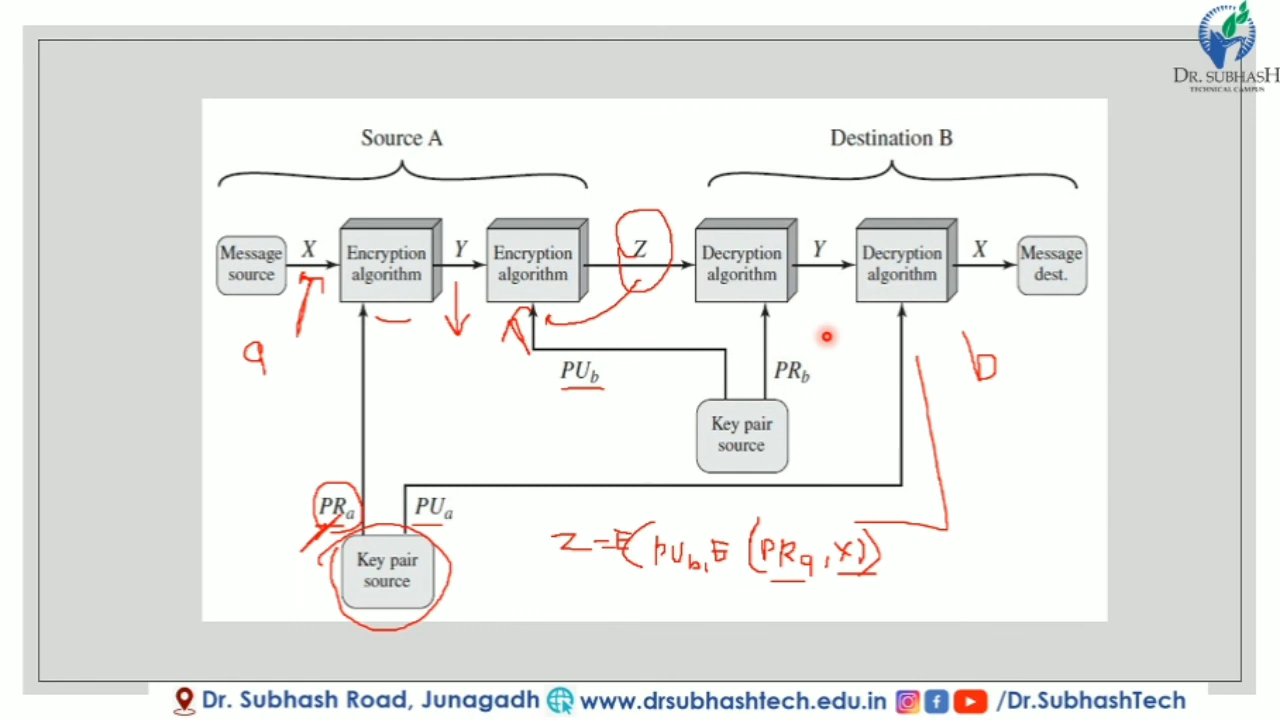 DR. SUBHASH
TECHNICAL CAMPUS
Source A
Destination B
Message
source
X
Encryption
algorithm
Y
Encryption
algorithm
Z
Decryption
algorithm
Y
Decryption
algorithm
X
Message
dest.
a
b
PUb
PRb
Key pair
source
PRa
PUa
Key pair
source
Z=E(PUb,E(PRa,X))
Dr. Subhash Road, Junagadh www.drsubhashtech.edu.in /Dr.SubhashTech